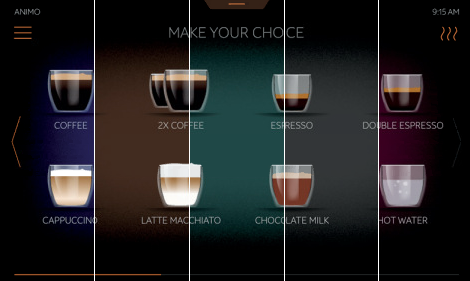 ANIMO 9:15 AM
MAKE YOUR CHOICE
COFFEE 2X COFFEE ESPRESSO DOUBLE ESPRESSO
CAPPUCCINO LATTE MACCHIATO CHOCOLATE MILK HOT WATER